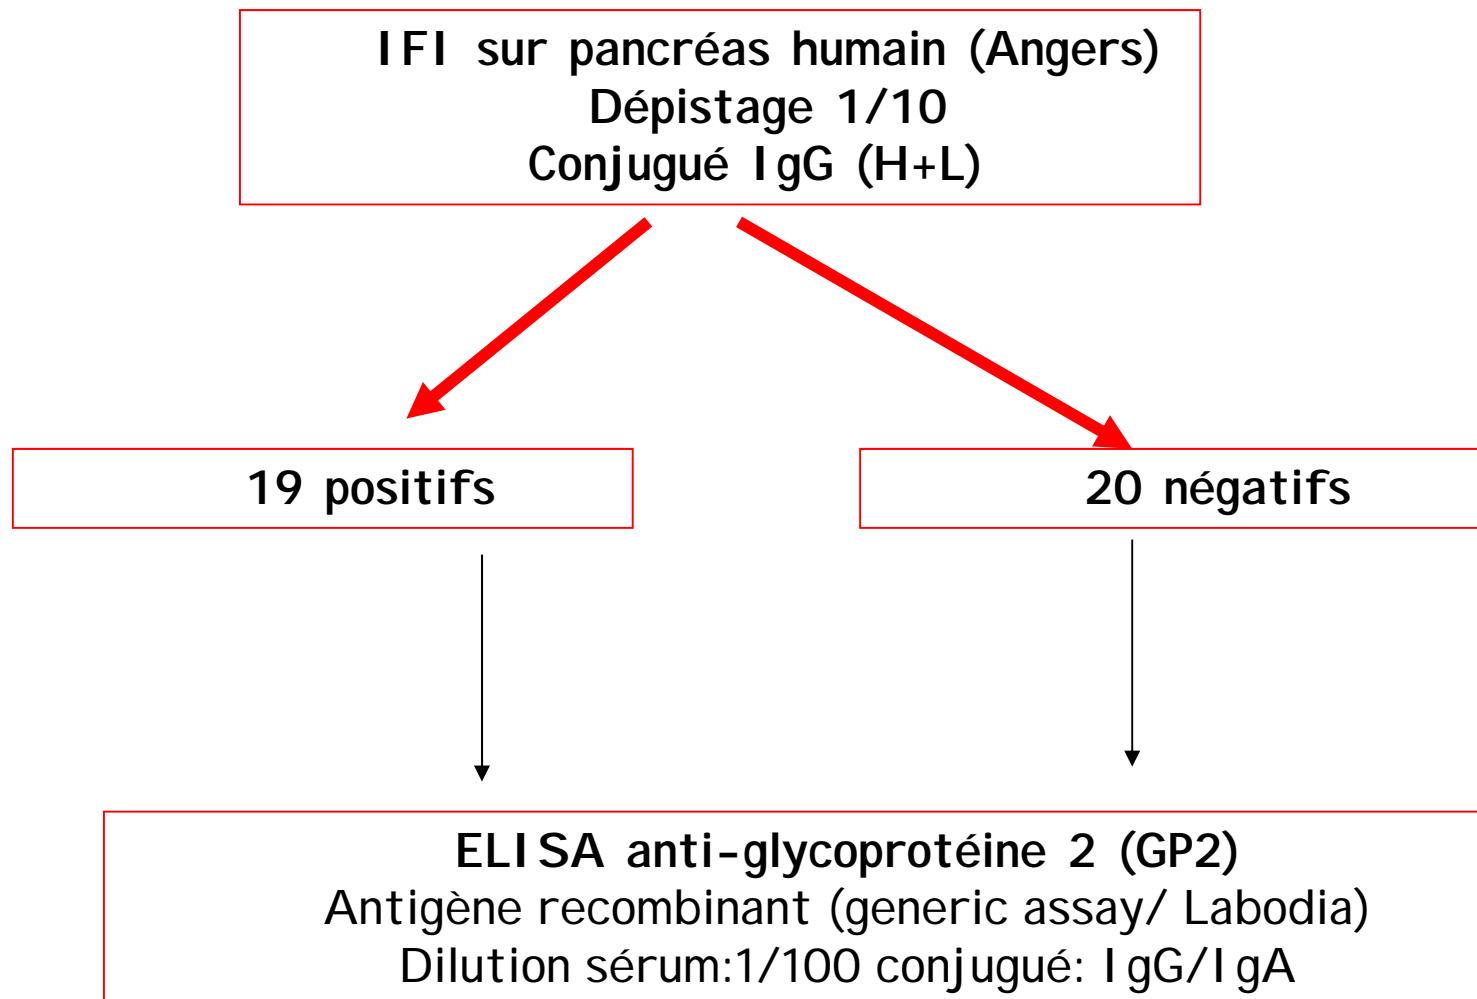 IFI sur pancréas humain (Angers)
Dépistage 1/10
Conjugué IgG (H+L)
19 positifs
20 négatifs
ELISA anti-glycoprotéine 2 (GP2)
Antigène recombinant (generic assay/ Labodia)
Dilution sérum:1/100 conjugué: IgG/IgA